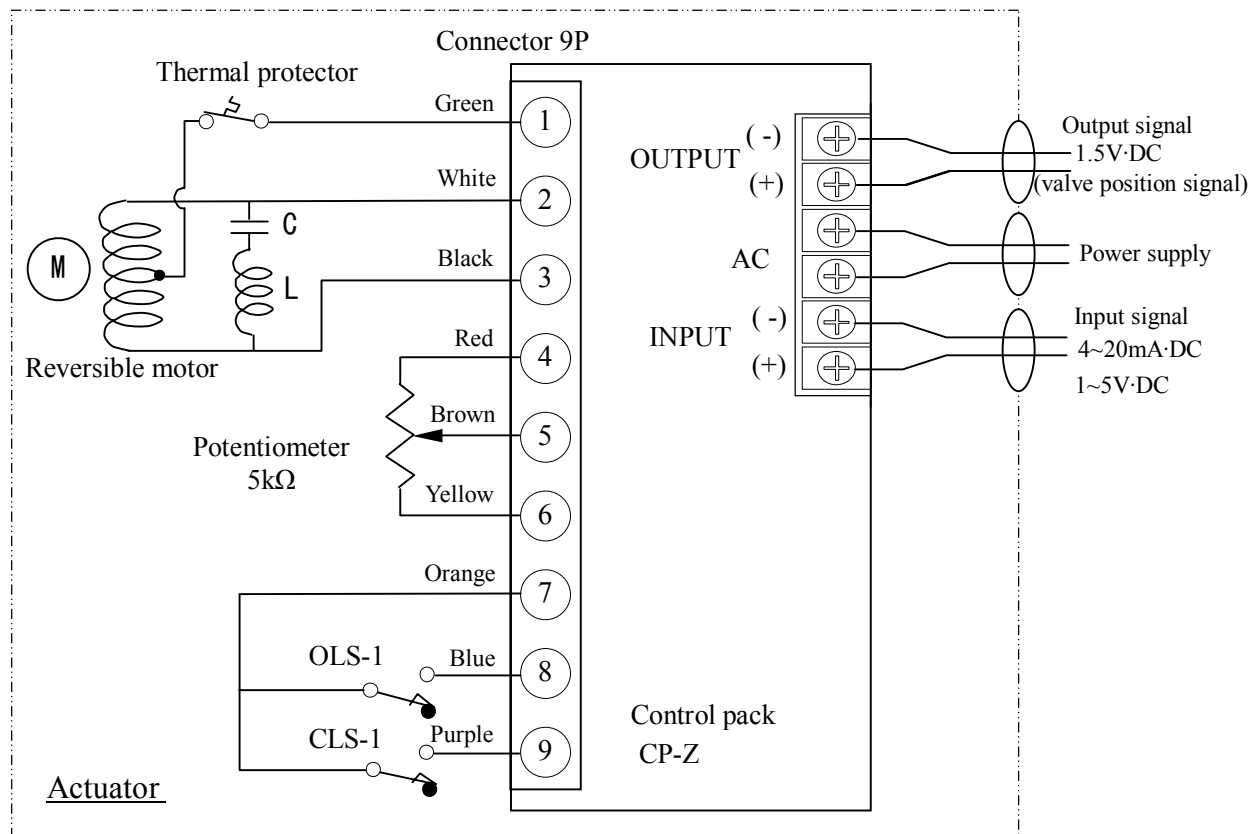 Connector 9P
Thermal protector
Green
1
White
2
C
M
Black
3
L
Reversible motor
Red
4
Brown
5
Potentiometer
5kΩ
Yellow
6
Orange
7
OLS-1
Blue
8
CLS-1
Purple
9
Actuator
OUTPUT
( -)
(+)
AC
INPUT
( -)
(+)
Control pack
CP-Z
Output signal
1.5V·DC
(valve position signal)
Power supply
Input signal
4~20mA·DC
1~5V·DC